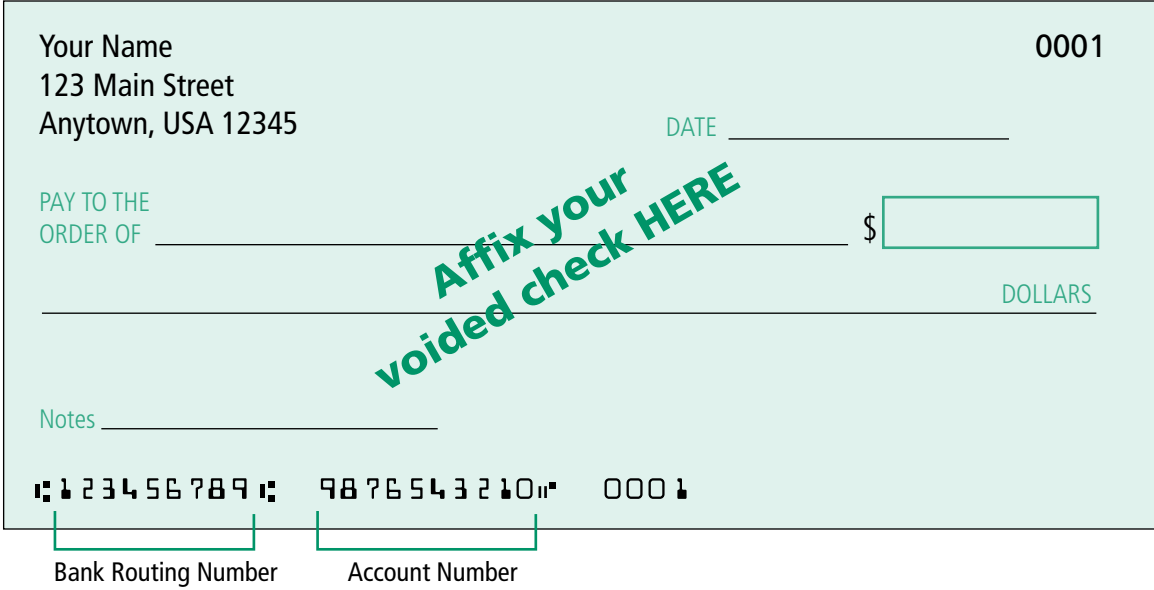 Your Name
0001
123 Main Street
Anytown, USA 12345
DATE
PAY TO THE
ORDER OF
$
Affix your
voided check HERE
DOLLARS
Notes
⑆123456789⑆ 9876543210⑈ 0001
Bank Routing Number Account Number